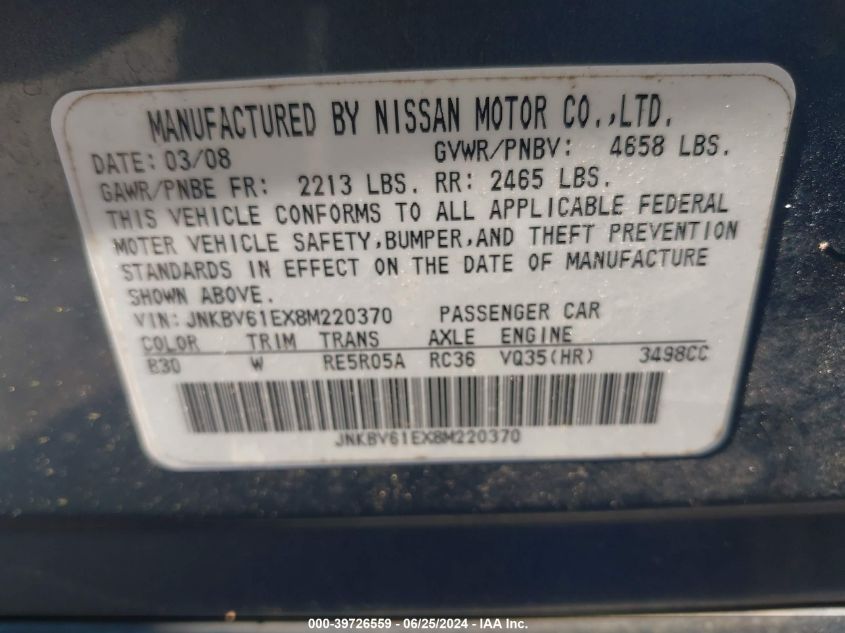 MANUFACTURED BY NISSAN MOTOR CO.,LTD.
DATE: 03/08 GVWR/PNBV: 4658 LBS.
GAWR/PNBE FR: 2213 LBS. RR: 2465 LBS.
THIS VEHICLE CONFORMS TO ALL APPLICABLE FEDERAL
MOTER VEHICLE SAFETY,BUMPER,AND THEFT PREVENTION
STANDARDS IN EFFECT ON THE DATE OF MANUFACTURE
SHOWN ABOVE.
VIN: JNKBV61EX8M220370 PASSENGER CAR
COLOR TRIM TRANS AXLE ENGINE
B30 W RE5R05A RC36 VQ35(HR) 3498CC
JNKBV61EX8M220370
000-39726559 - 06/25/2024 - IAA Inc.